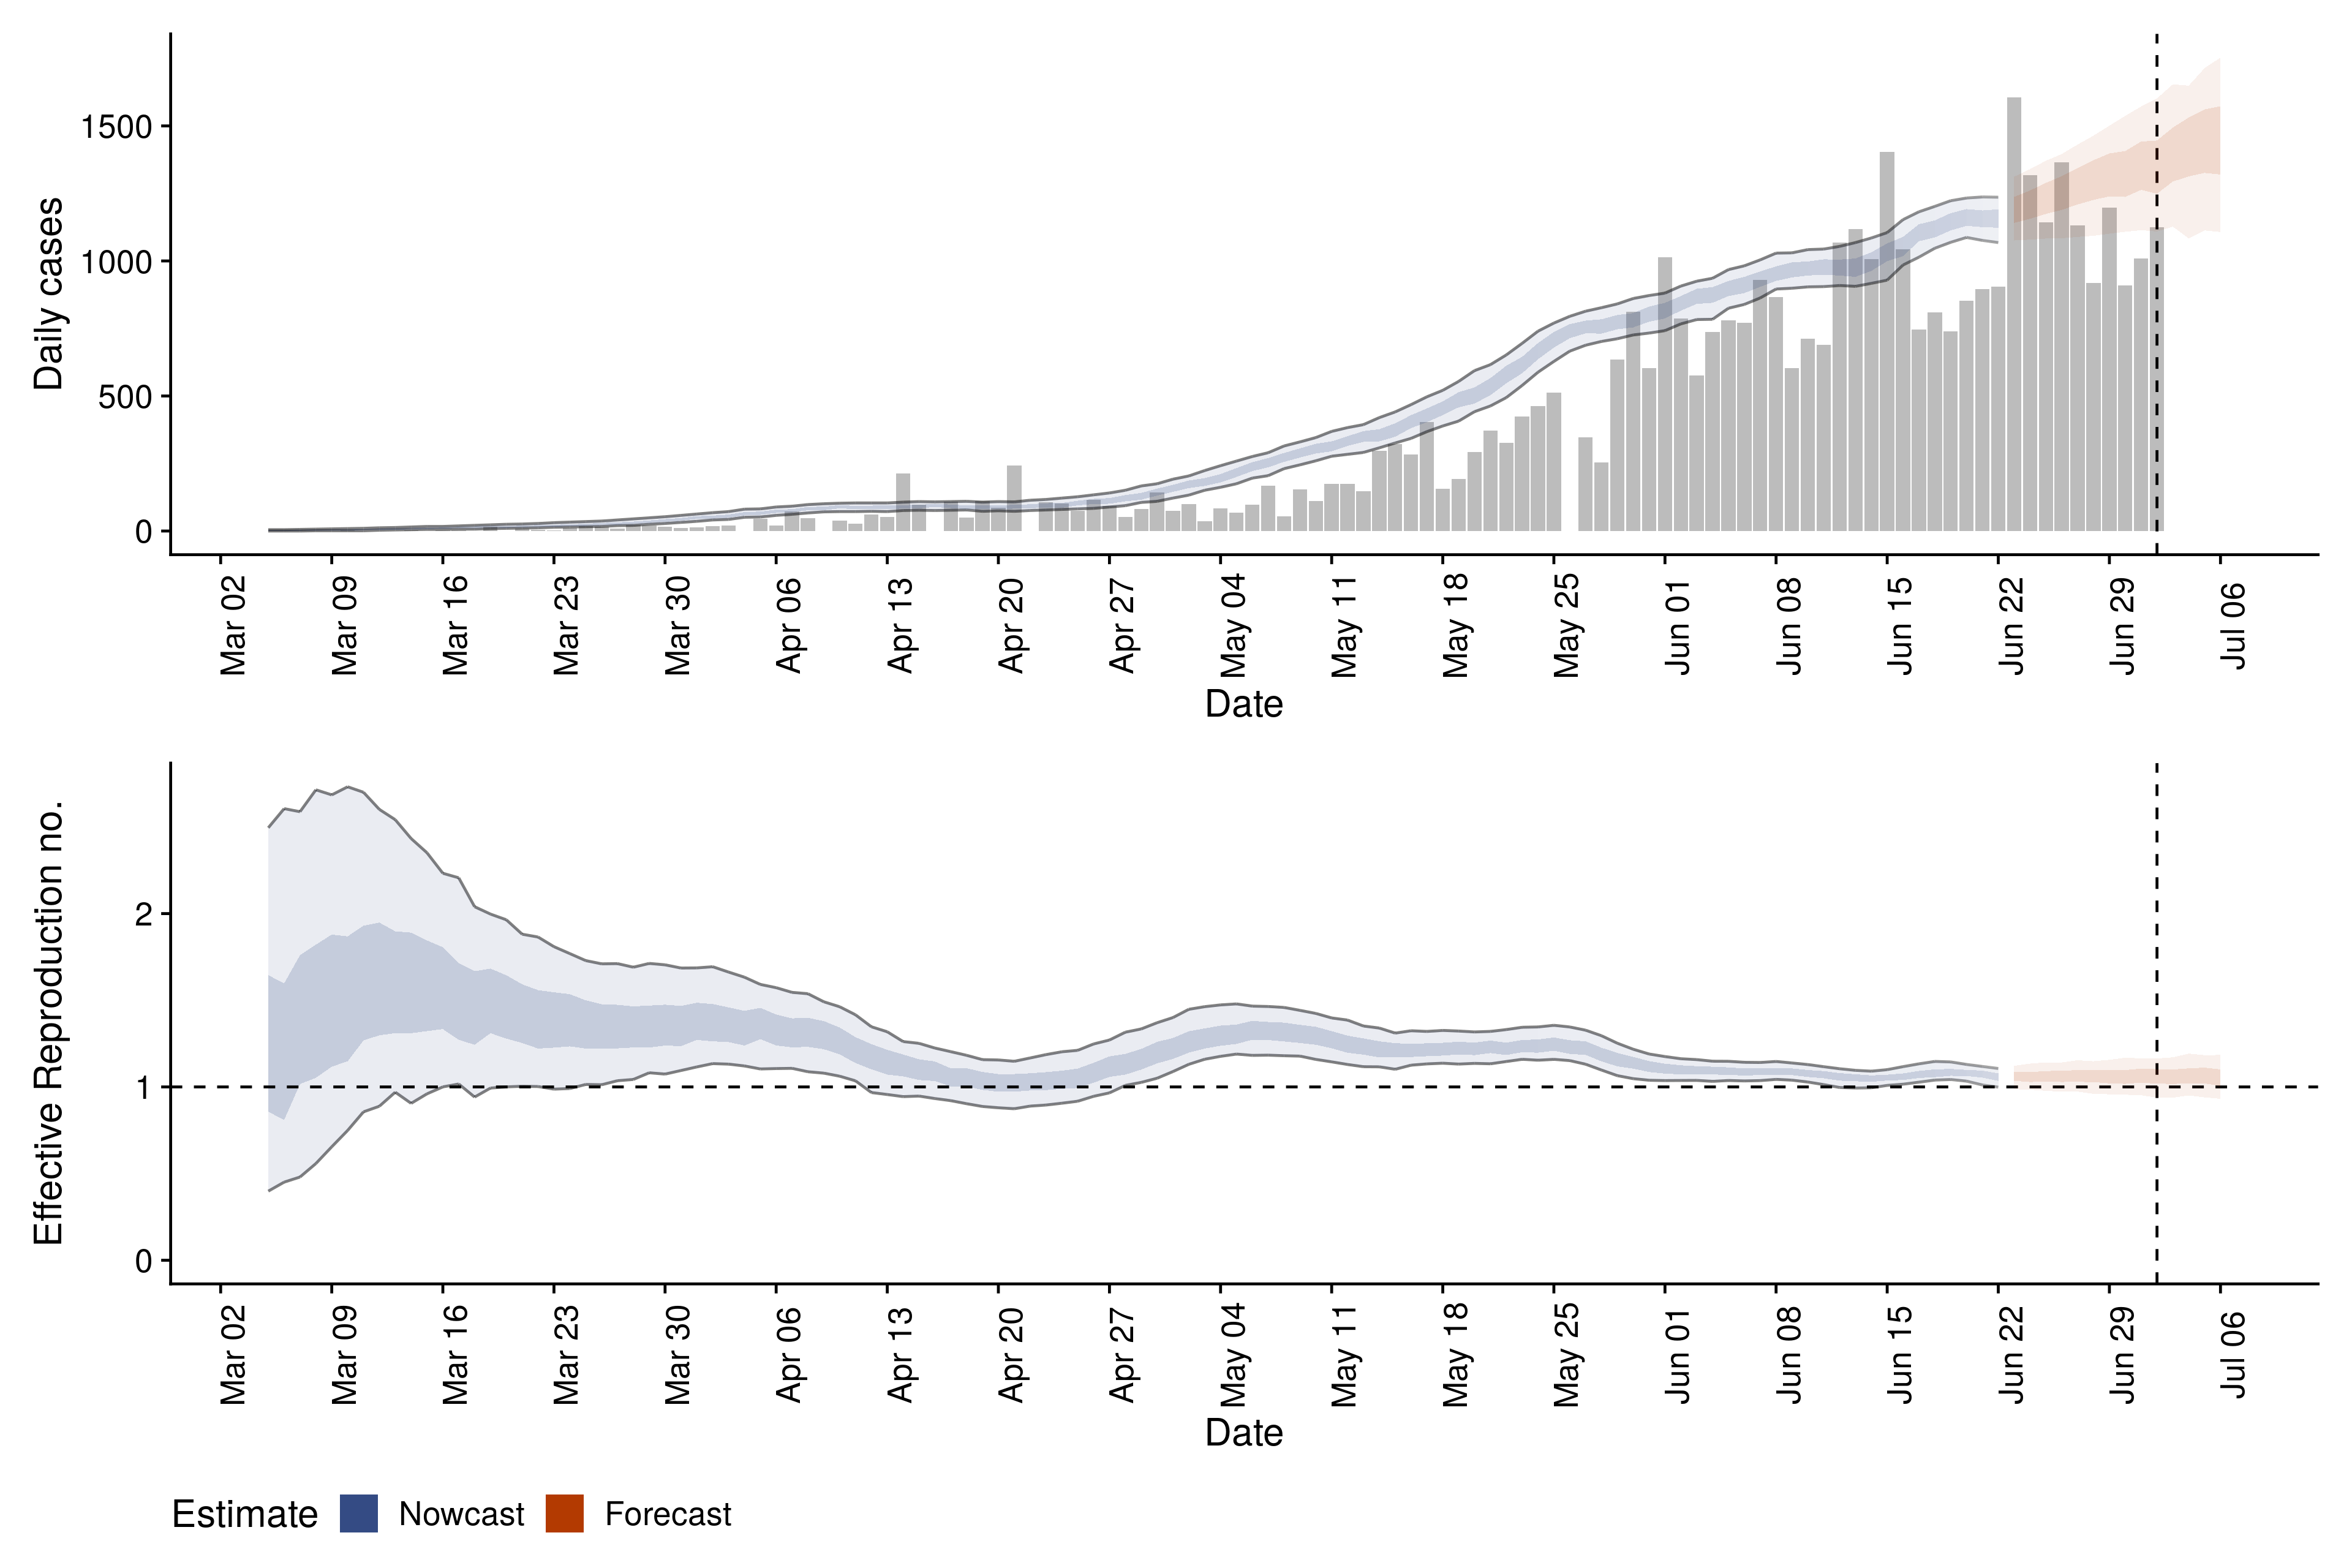 Daily cases
1500
1000
500
0
Mar 02
Mar 09
Mar 16
Mar 23
Mar 30
Apr 06
Apr 13
Apr 20
Apr 27
May 04
May 11
May 18
May 25
Jun 01
Jun 08
Jun 15
Jun 22
Jun 29
Jul 06
Date
Effective Reproduction no.
2
1
0
Mar 02
Mar 09
Mar 16
Mar 23
Mar 30
Apr 06
Apr 13
Apr 20
Apr 27
May 04
May 11
May 18
May 25
Jun 01
Jun 08
Jun 15
Jun 22
Jun 29
Jul 06
Date
Estimate Nowcast Forecast